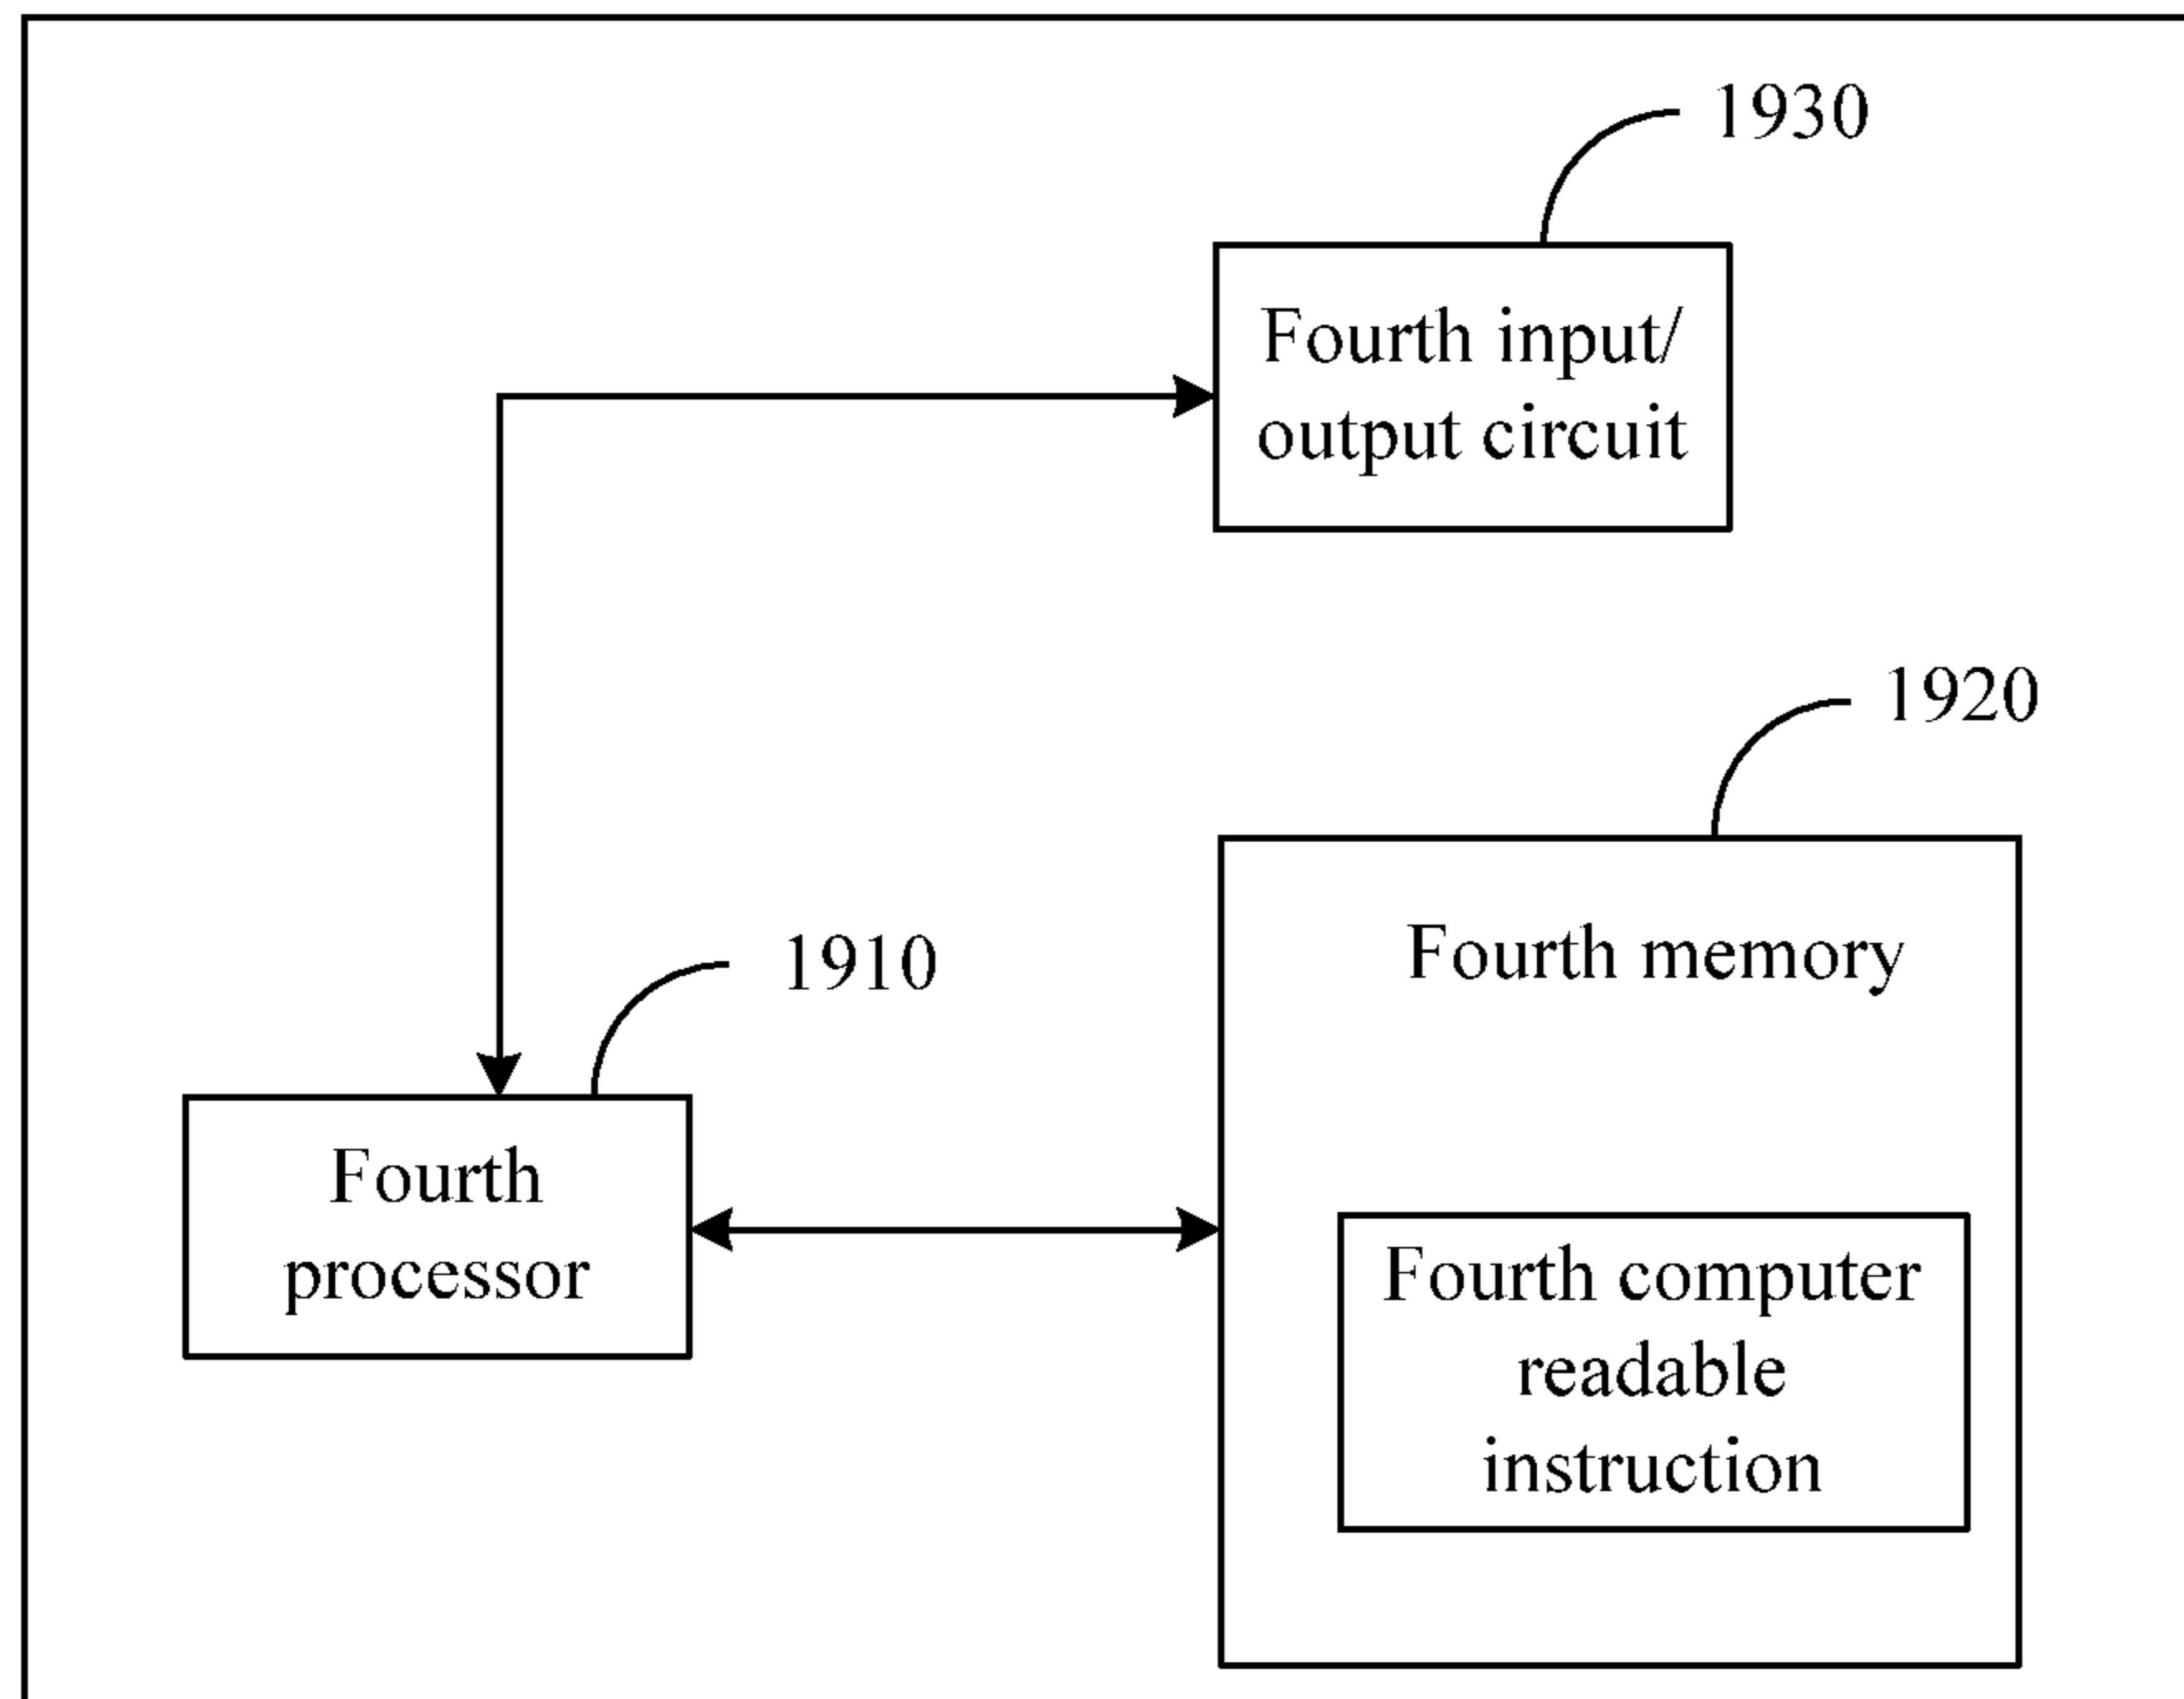 1930
Fourth input/
output circuit
1920
Fourth memory
1910
Fourth
processor
Fourth computer
readable
instruction